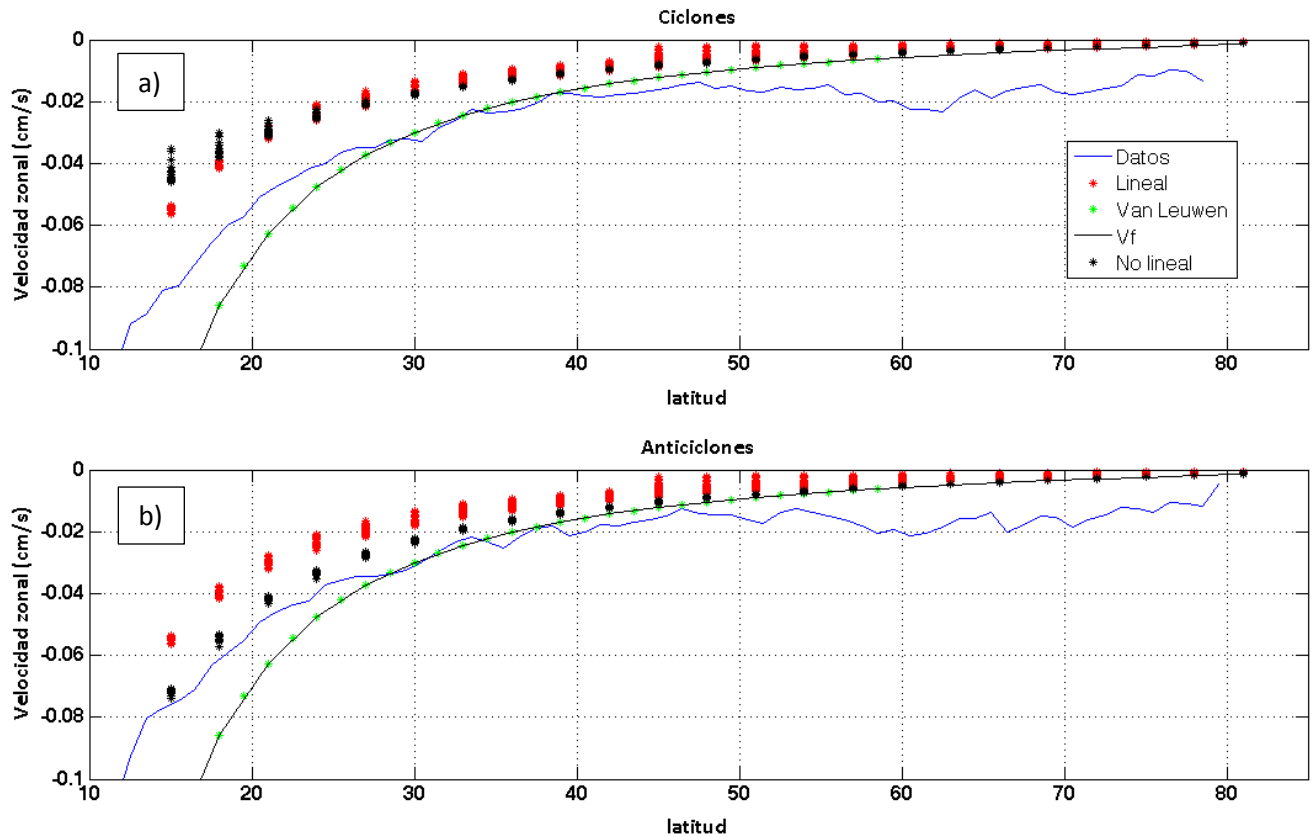 Ciclones
a)
0
-0.02
-0.04
-0.06
-0.08
-0.1
Velocidad zonal (cm/s)
Datos
Lineal
Van Leuwen
Vf
No lineal
10 20 30 40 50 60 70 80
latitud
Anticiclones
b)
0
-0.02
-0.04
-0.06
-0.08
-0.1
Velocidad zonal (cm/s)
10 20 30 40 50 60 70 80
latitud